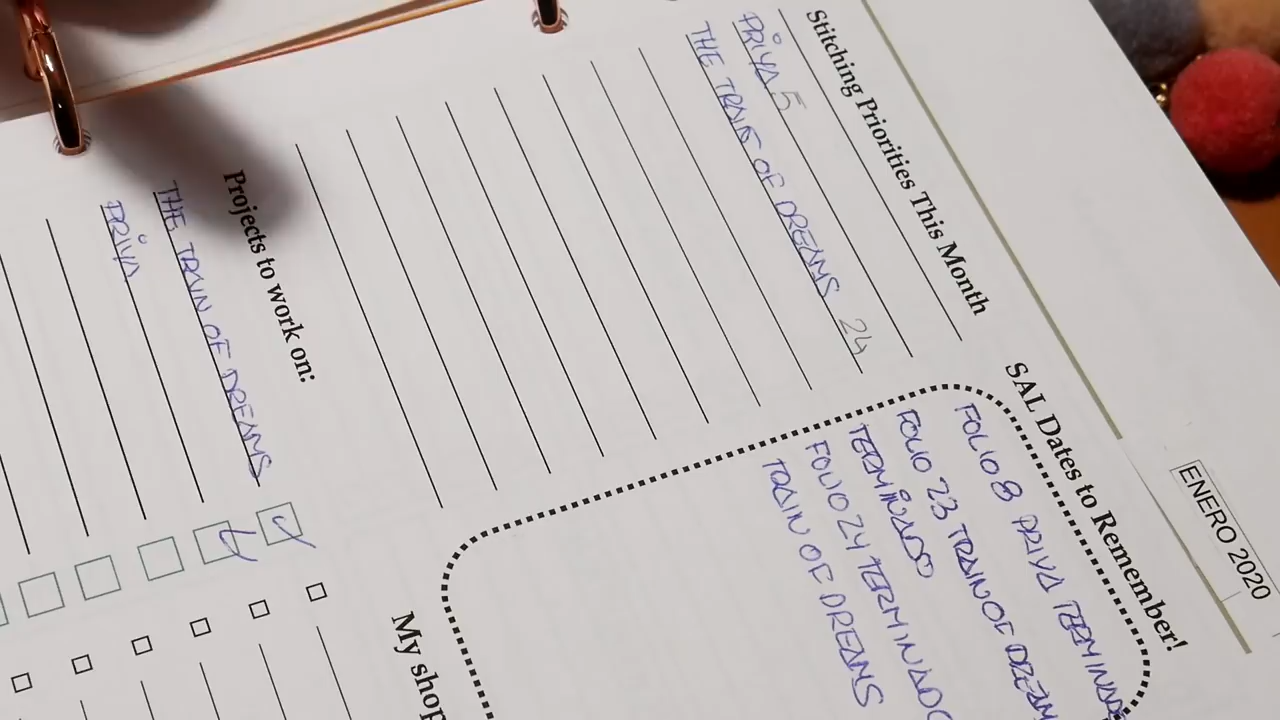 ENERO 2020
Stitching Priorities This Month
PRIYA 5
THE TRAIN OF DREAMS 24
SAL Dates to Remember!
FOLIO 8 PRIYA TERMINADO
FOLIO 23 TRAIN OF DREAM
TERMINADO
FOLIO 24 TERMINADO
TRAIN OF DREAMS
Projects to work on:
THE TRAIN OF DREAMS
PRIYA
My shop